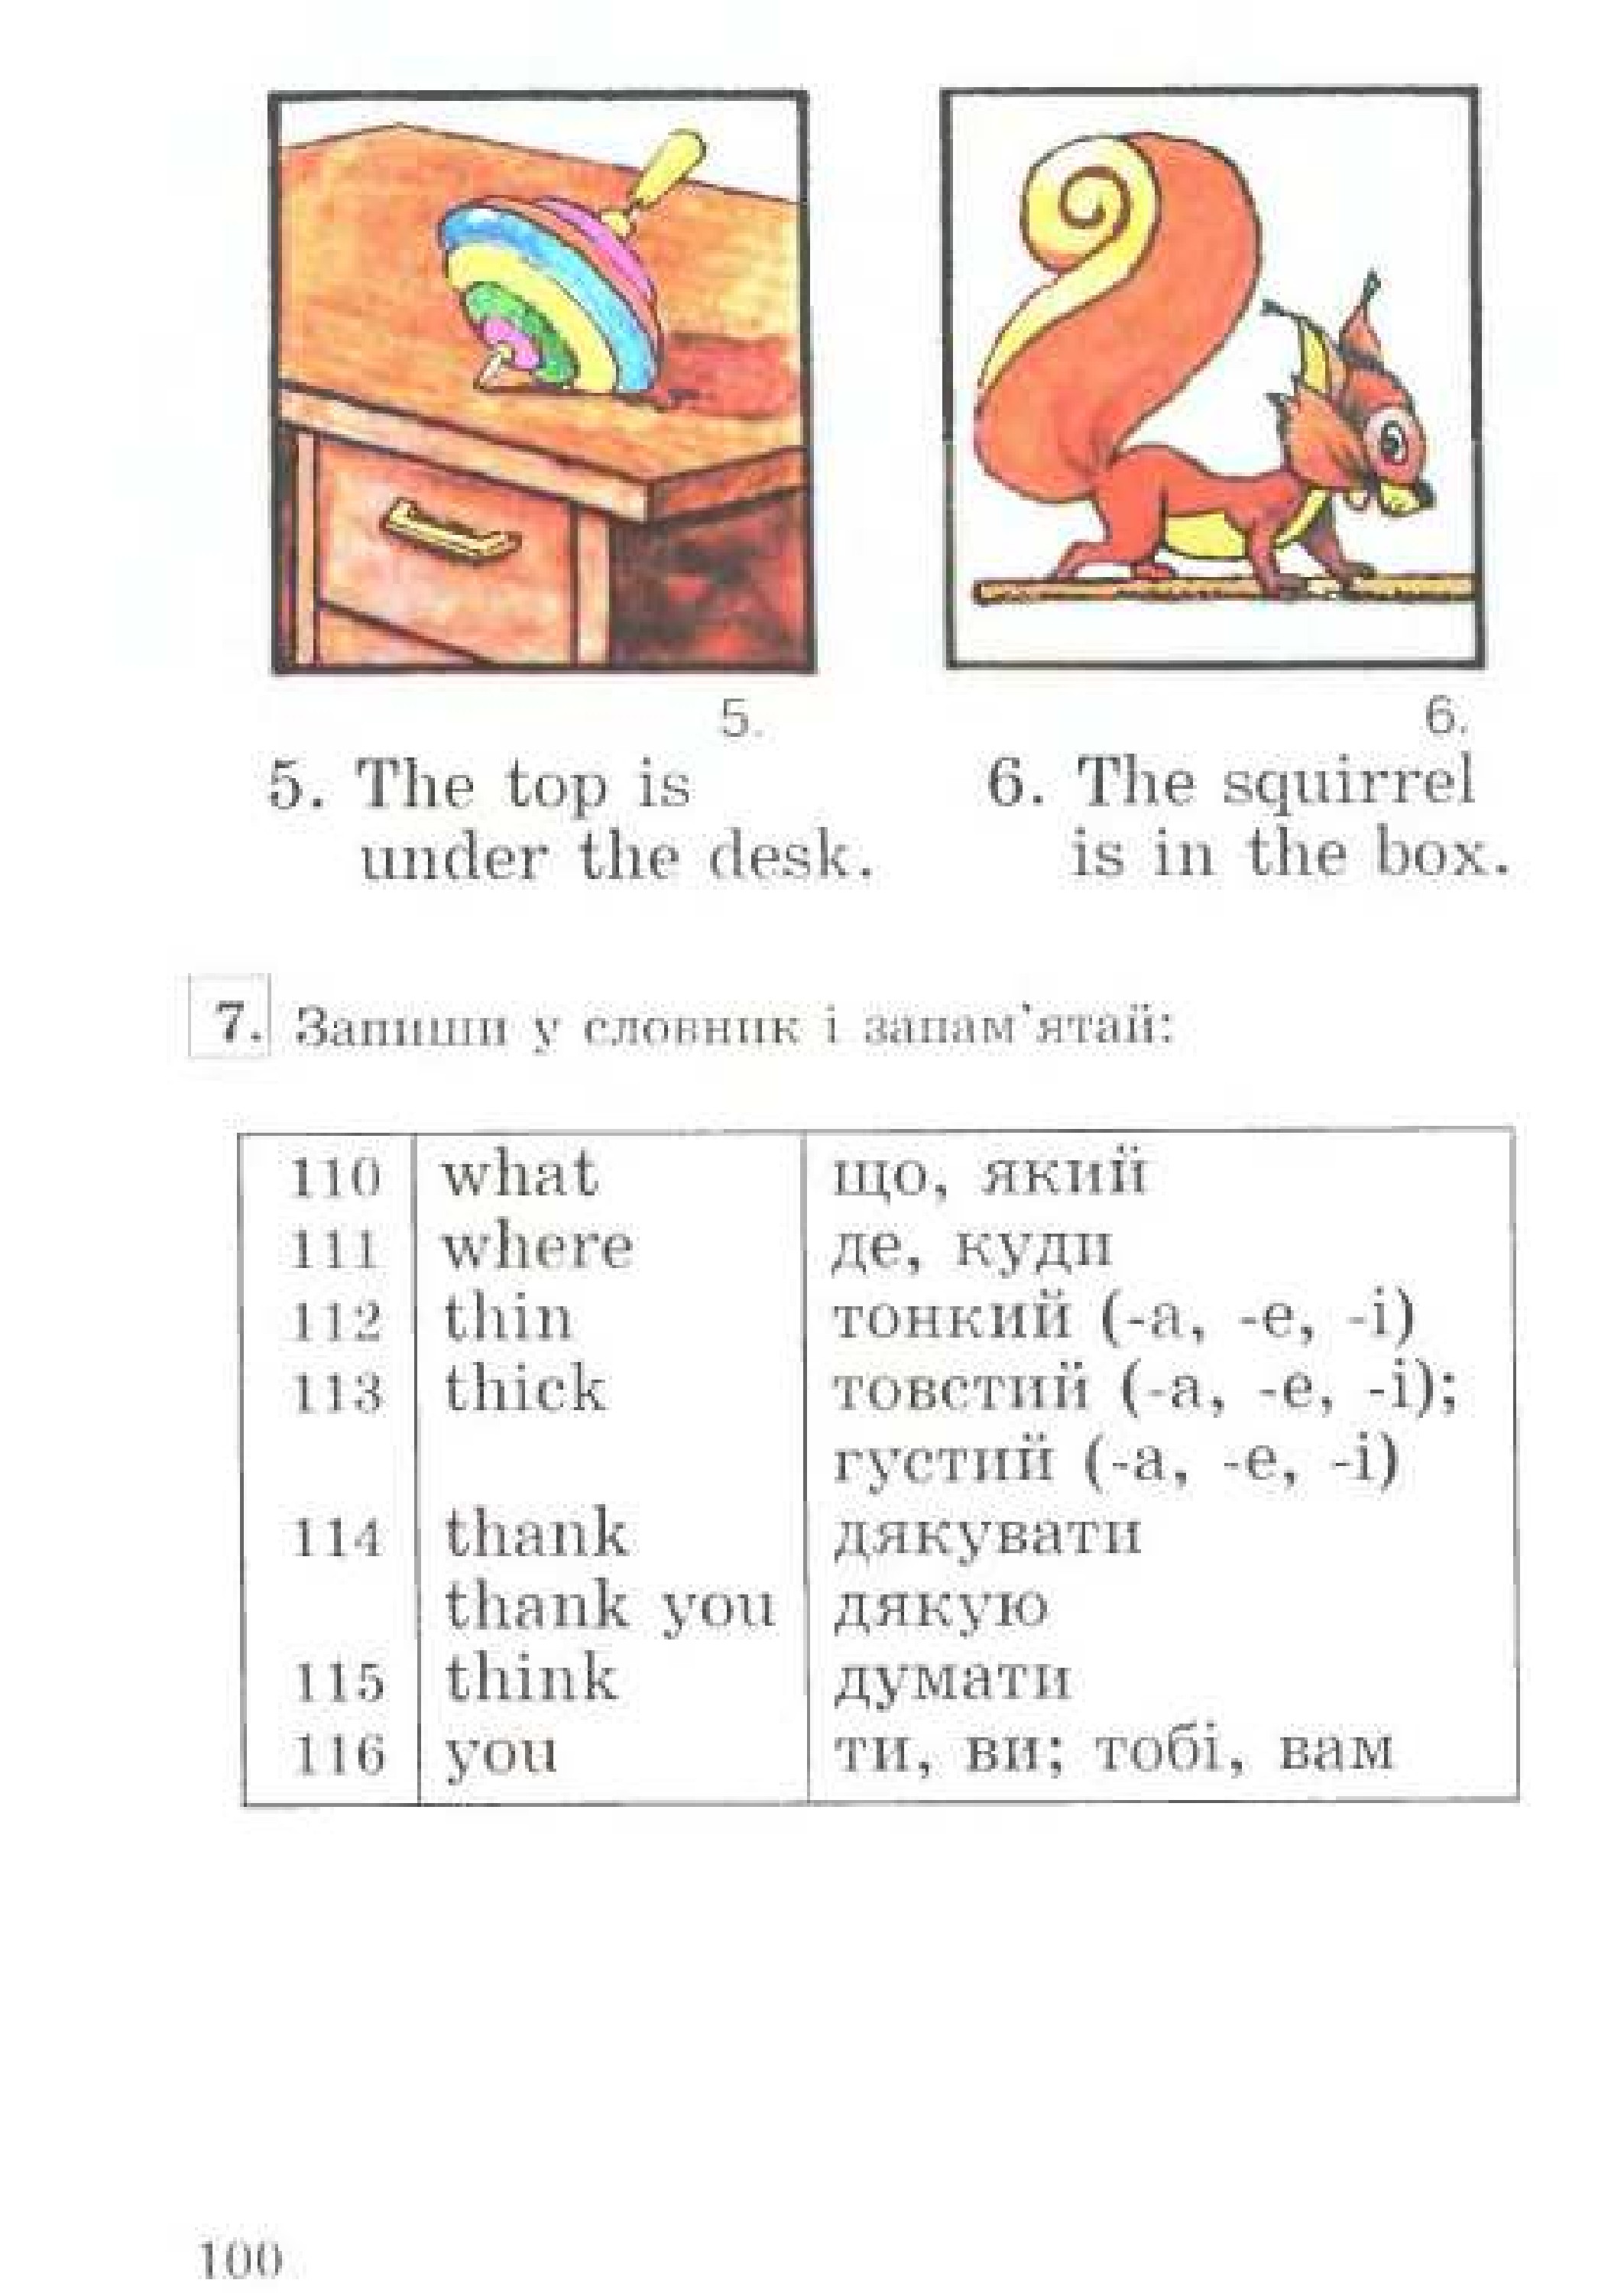 5.
6.
5. The top is
under the desk.
6. The squirrel
is in the box.
7. Запиши у словник і запам’ятай:
110 what що, який
111 where де, куди
112 thin тонкий (-а, -е, -і)
113 thick товстий (-а, -е, -і);
густий (-а, -е, -і)
114 thank дякувати
thank you дякую
115 think думати
116 you ти, ви; тобі, вам
100